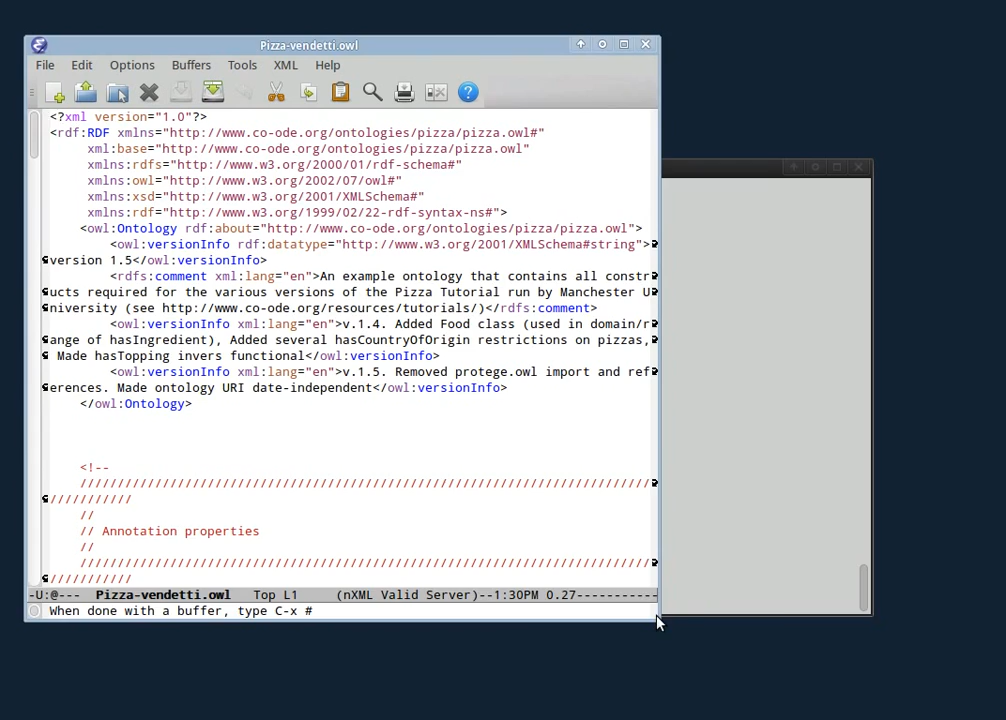 Pizza-vendetti.owl
File Edit Options Buffers Tools XML Help
<?xml version="1.0"?>
<rdf:RDF xmlns="http://www.co-ode.org/ontologies/pizza/pizza.owl#"
     xml:base="http://www.co-ode.org/ontologies/pizza/pizza.owl"
     xmlns:rdfs="http://www.w3.org/2000/01/rdf-schema#"
     xmlns:owl="http://www.w3.org/2002/07/owl#"
     xmlns:xsd="http://www.w3.org/2001/XMLSchema#"
     xmlns:rdf="http://www.w3.org/1999/02/22-rdf-syntax-ns#">
    <owl:Ontology rdf:about="http://www.co-ode.org/ontologies/pizza/pizza.owl">
        <owl:versionInfo rdf:datatype="http://www.w3.org/2001/XMLSchema#string">
version 1.5</owl:versionInfo>
        <rdfs:comment xml:lang="en">An example ontology that contains all constr
ucts required for the various versions of the Pizza Tutorial run by Manchester U
niversity (see http://www.co-ode.org/resources/tutorials/)</rdfs:comment>
        <owl:versionInfo xml:lang="en">v.1.4. Added Food class (used in domain/r
ange of hasIngredient), Added several hasCountryOfOrigin restrictions on pizzas,
 Made hasTopping invers functional</owl:versionInfo>
        <owl:versionInfo xml:lang="en">v.1.5. Removed protege.owl import and ref
erences. Made ontology URI date-independent</owl:versionInfo>
    </owl:Ontology>
    <!--
    ////////////////////////////////////////////////////////////////////////////
///////////
    //
    // Annotation properties
    //
    ////////////////////////////////////////////////////////////////////////////
///////////
-U:@---  Pizza-vendetti.owl   Top L1     (nXML Valid Server)--1:30PM 0.27-----------
When done with a buffer, type C-x #